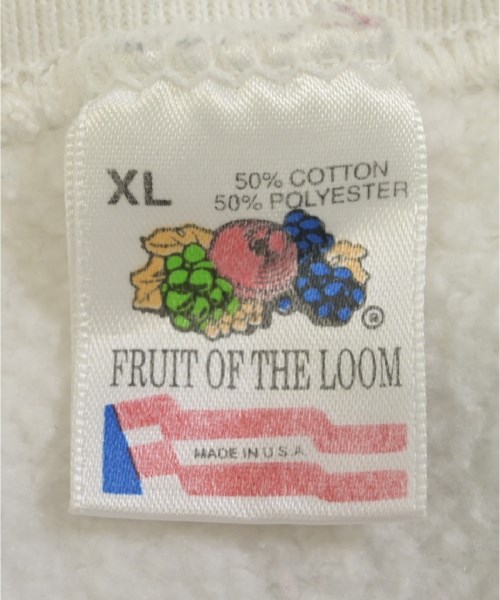 XL
50% COTTON
50% POLYESTER
®
FRUIT OF THE LOOM
MADE IN U.S.A.